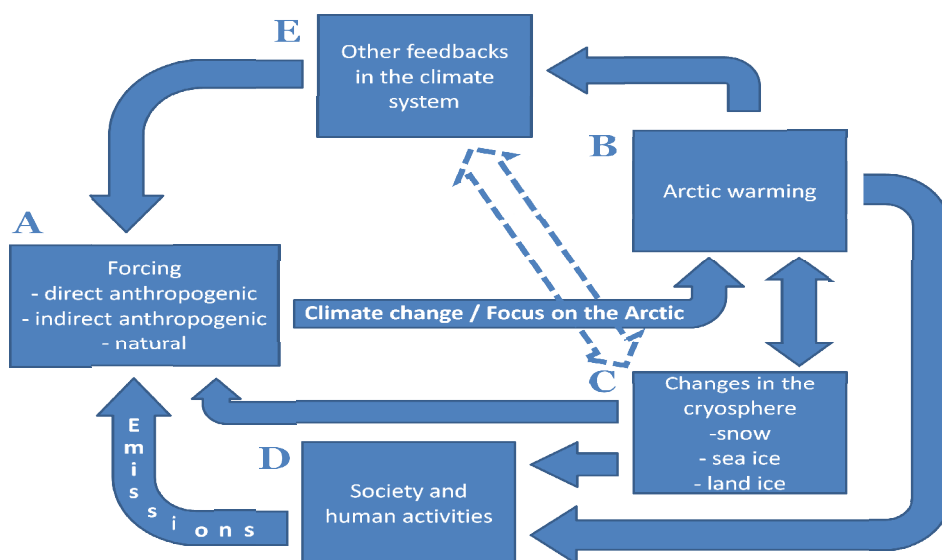 E
Other feedbacks
in the climate
system
B
Arctic warming
A
Forcing
- direct anthropogenic
- indirect anthropogenic
- natural
Climate change / Focus on the Arctic
C
Changes in the
cryosphere
-snow
- sea ice
- land ice
D
Society and
human activities
Emissions